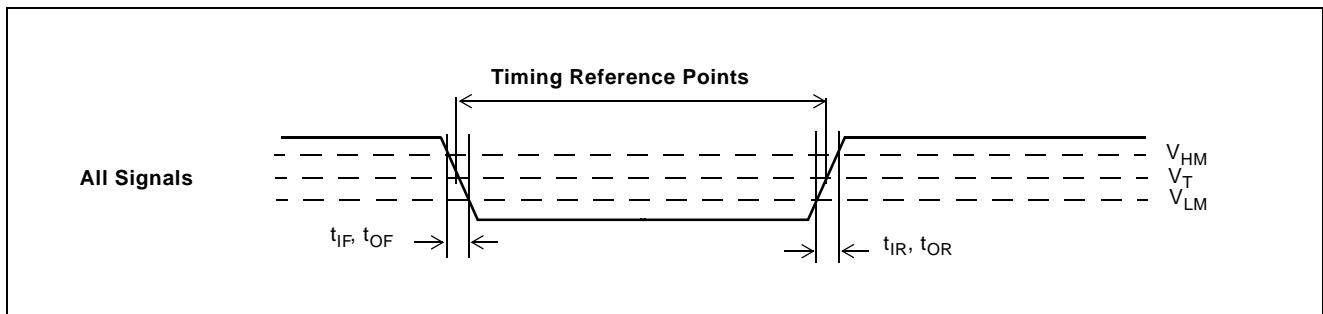 Timing Reference Points
All Signals
V_HM
V_T
V_LM
t_IF, t_OF
t_IR, t_OR